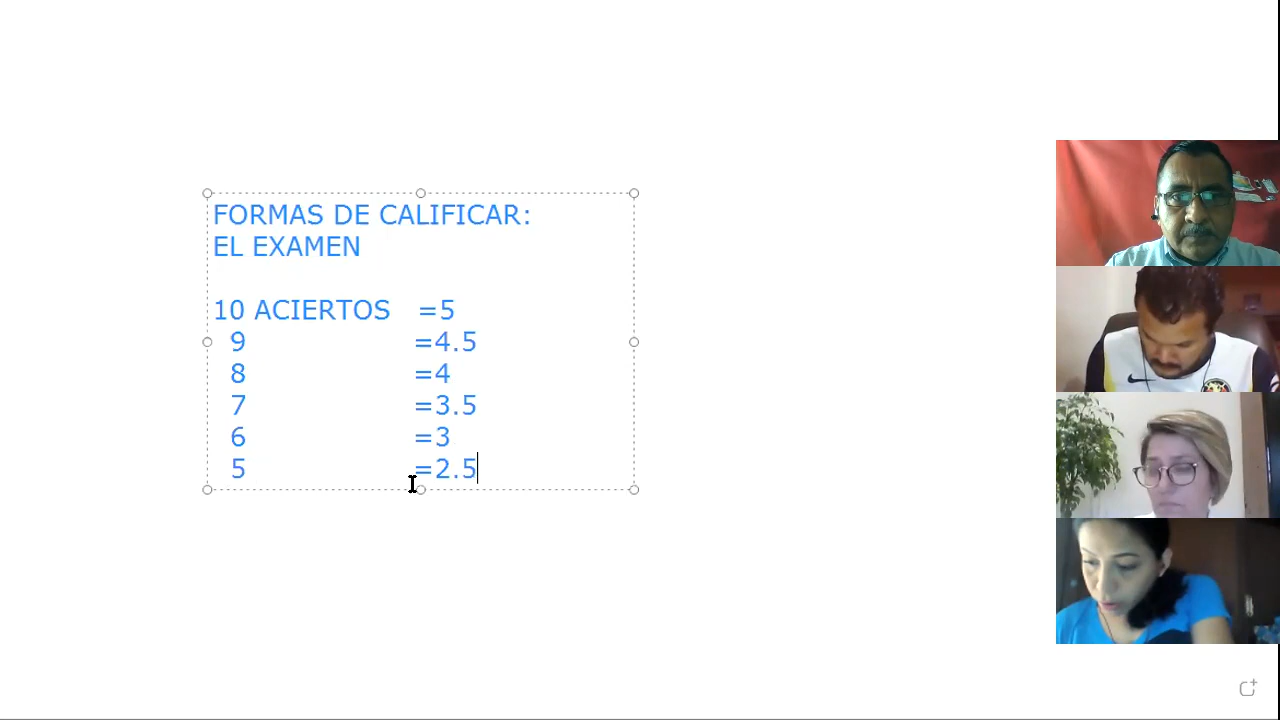 FORMAS DE CALIFICAR:
EL EXAMEN
10 ACIERTOS =5
9 =4.5
8 =4
7 =3.5
6 =3
5 =2.5